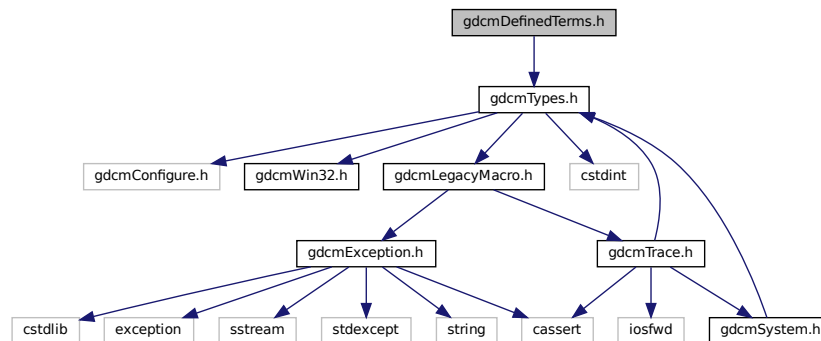 gdcmDefinedTerms.h
gdcmTypes.h
gdcmConfigure.h
gdcmWin32.h
gdcmLegacyMacro.h
cstdint
gdcmException.h
gdcmTrace.h
cstdlib
exception
sstream
stdexcept
string
cassert
iosfwd
gdcmSystem.h